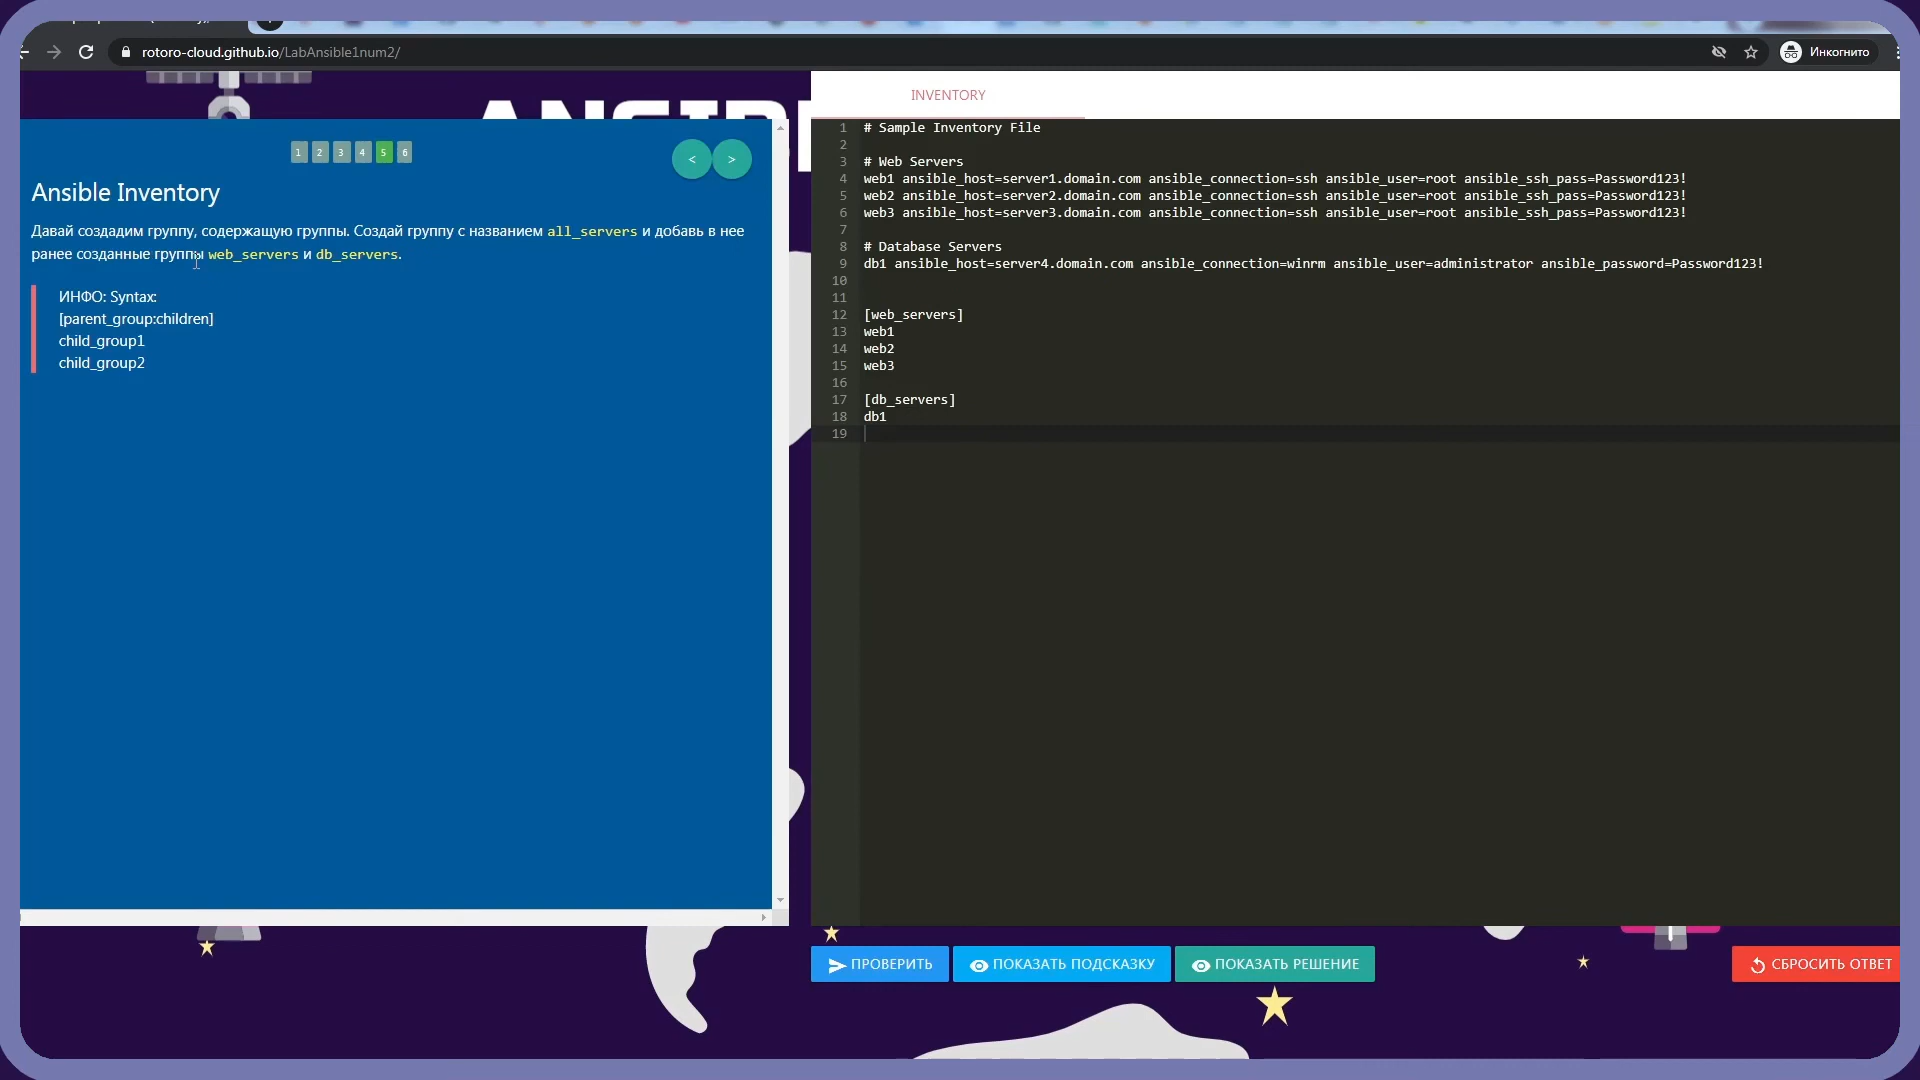 rotoro-cloud.github.io/LabAnsible1num2/
Инкогнито
INVENTORY
1 2 3 4 5 6
< >
Ansible Inventory
Давай создадим группу, содержащую группы. Создай группу с названием all_servers и добавь в нее
ранее созданные группы web_servers и db_servers.
ИНФО: Syntax:
[parent_group:children]
child_group1
child_group2
1 # Sample Inventory File
2
3 # Web Servers
4 web1 ansible_host=server1.domain.com ansible_connection=ssh ansible_user=root ansible_ssh_pass=Password123!
5 web2 ansible_host=server2.domain.com ansible_connection=ssh ansible_user=root ansible_ssh_pass=Password123!
6 web3 ansible_host=server3.domain.com ansible_connection=ssh ansible_user=root ansible_ssh_pass=Password123!
7
8 # Database Servers
9 db1 ansible_host=server4.domain.com ansible_connection=winrm ansible_user=administrator ansible_password=Password123!
10
11
12 [web_servers]
13 web1
14 web2
15 web3
16
17 [db_servers]
18 db1
19
ПРОВЕРИТЬ
ПОКАЗАТЬ ПОДСКАЗКУ
ПОКАЗАТЬ РЕШЕНИЕ
СБРОСИТЬ ОТВЕТ